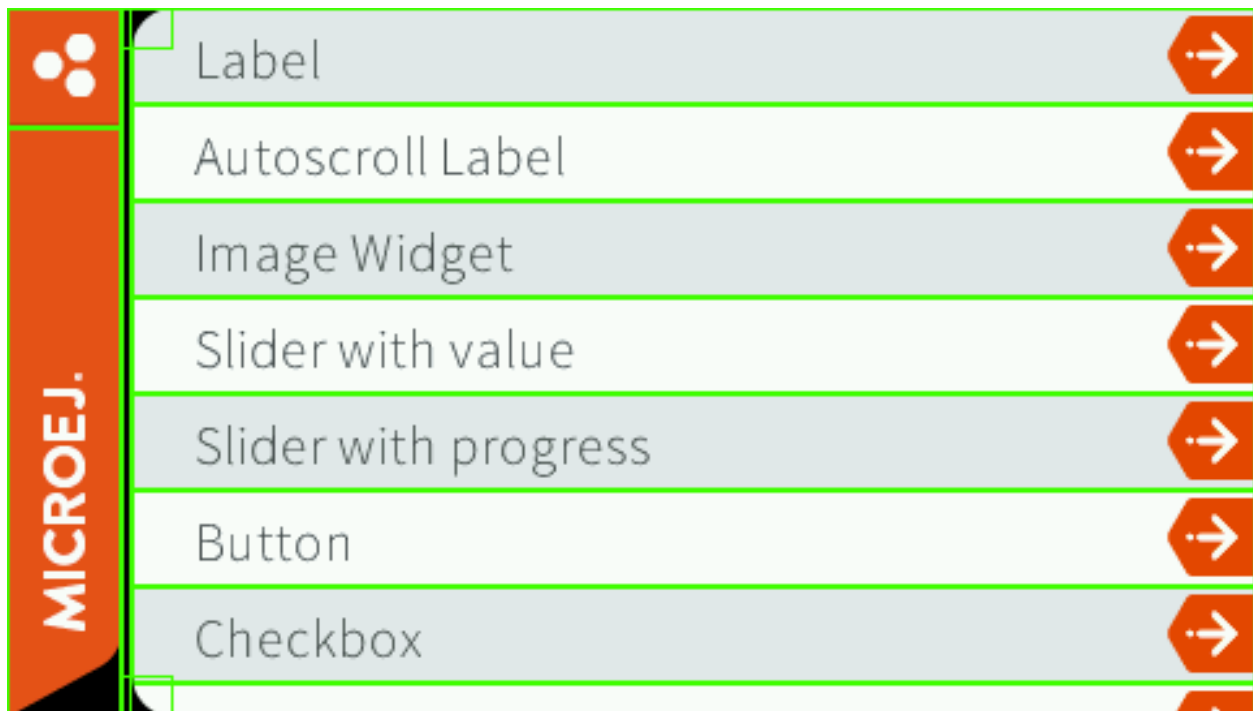 MICROEJ.
Label
Autoscroll Label
Image Widget
Slider with value
Slider with progress
Button
Checkbox